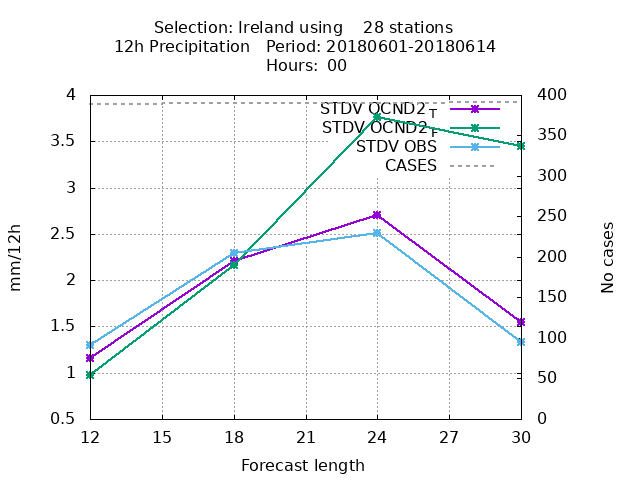 Selection: Ireland using    28 stations
12h Precipitation   Period: 20180601-20180614
Hours:  00
4
3.5
3
2.5
2
1.5
1
0.5
mm/12h
STDV OCND2_T
STDV OCND2_F
STDV OBS
CASES
400
350
300
250
200
150
100
50
0
No cases
12 15 18 21 24 27 30
Forecast length